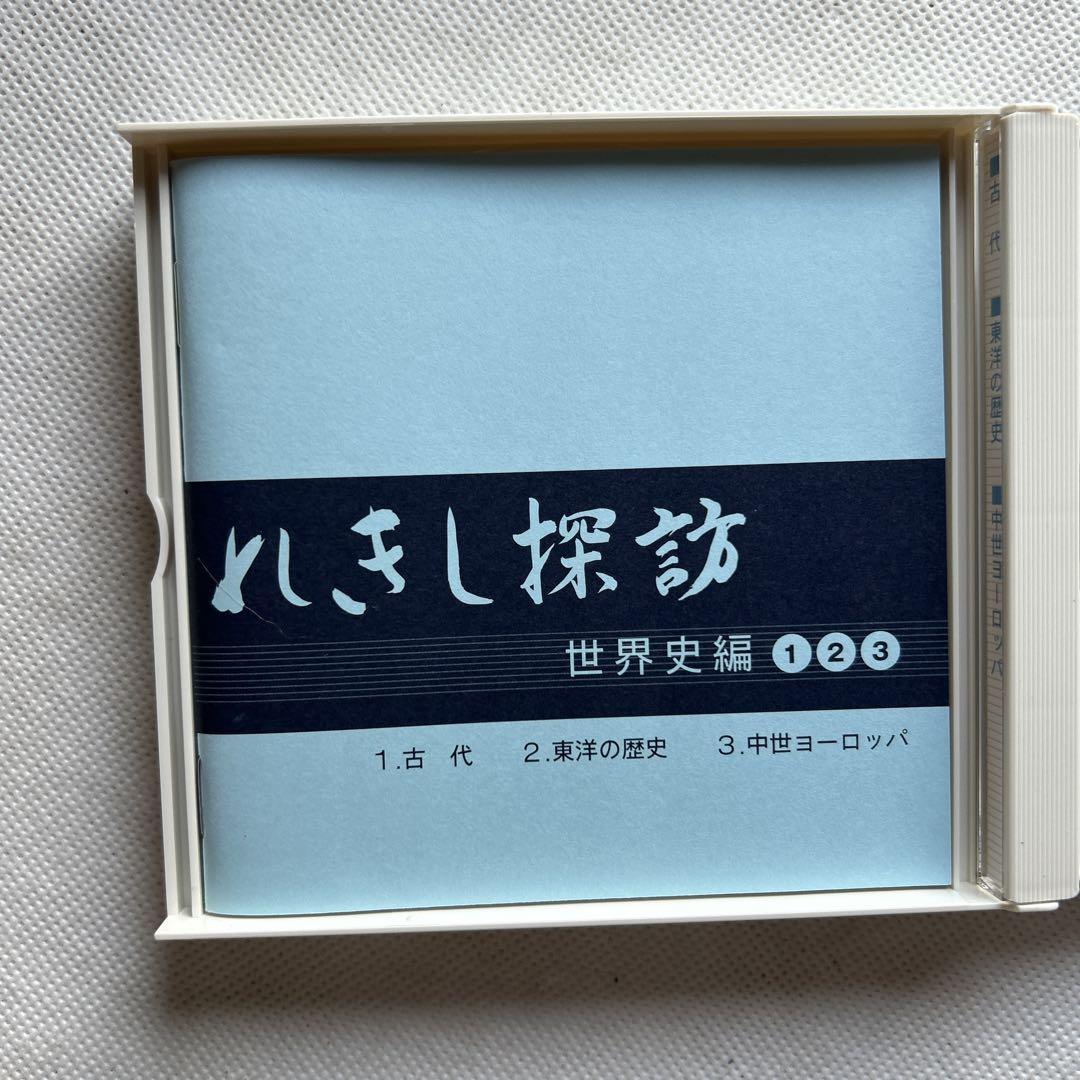 れきし探訪
世界史編 ❶❷❸
1.古　代　2.東洋の歴史　3.中世ヨーロッパ
■古　代　■東洋の歴史　■中世ヨーロッパ